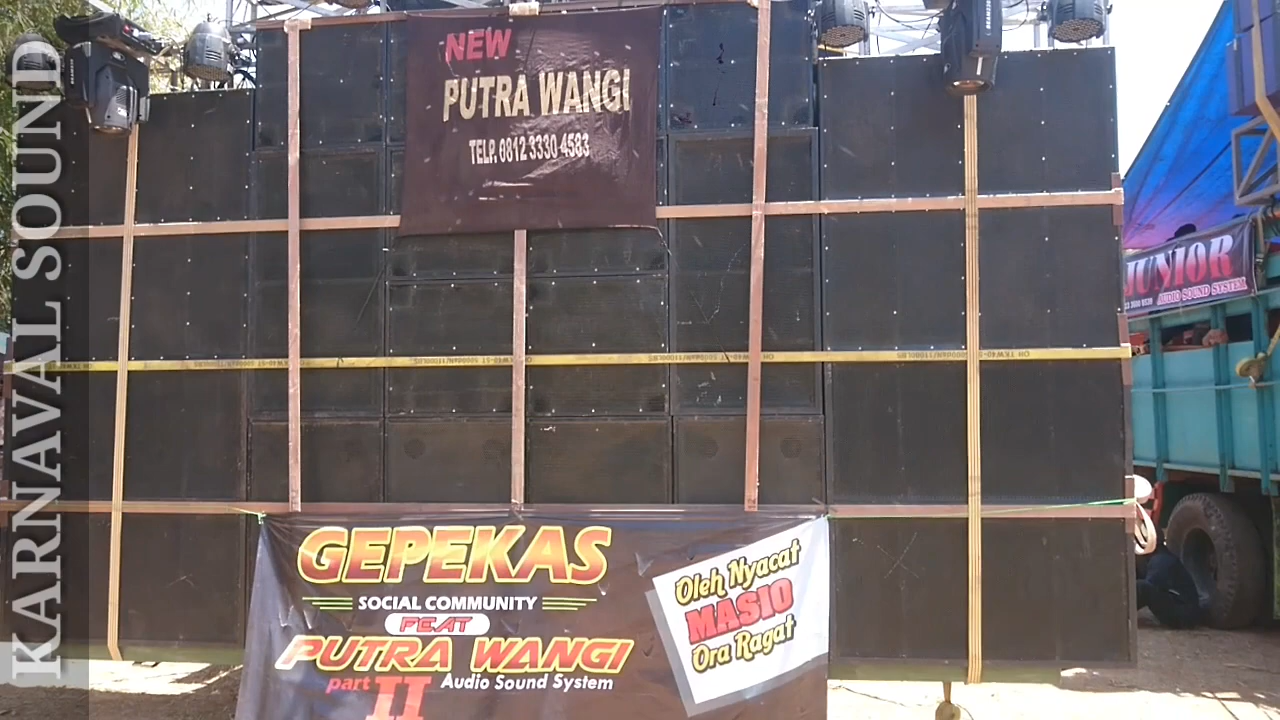 KARNAVAL SOUND
NEW
PUTRA WANGI
TELP. 0812 3330 4583
JUNIOR
AUDIO SOUND SYSTEM
GEPEKAS
SOCIAL COMMUNITY
FEAT
PUTRA WANGI
part II Audio Sound System
Oleh Nyacat
MASIO
Ora Ragat